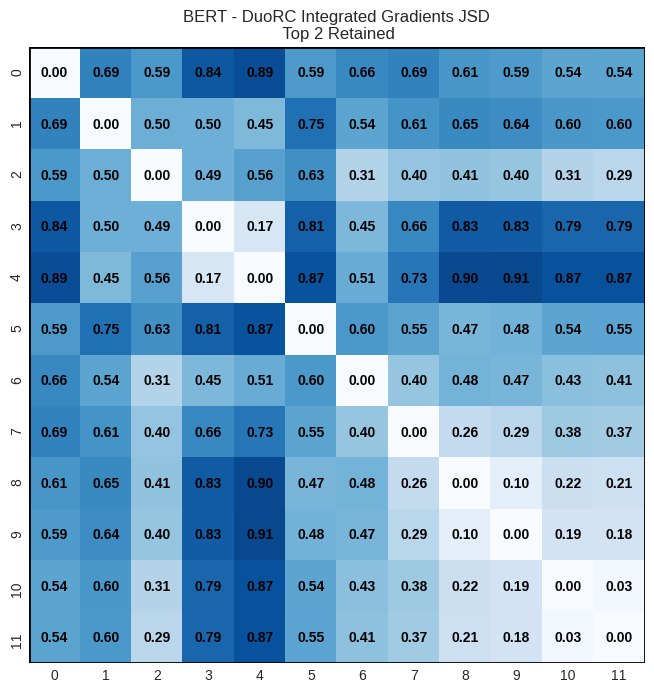 BERT - DuoRC Integrated Gradients JSD
Top 2 Retained
0 0.00 0.69 0.59 0.84 0.89 0.59 0.66 0.69 0.61 0.59 0.54 0.54
1 0.69 0.00 0.50 0.50 0.45 0.75 0.54 0.61 0.65 0.64 0.60 0.60
2 0.59 0.50 0.00 0.49 0.56 0.63 0.31 0.40 0.41 0.40 0.31 0.29
3 0.84 0.50 0.49 0.00 0.17 0.81 0.45 0.66 0.83 0.83 0.79 0.79
4 0.89 0.45 0.56 0.17 0.00 0.87 0.51 0.73 0.90 0.91 0.87 0.87
5 0.59 0.75 0.63 0.81 0.87 0.00 0.60 0.55 0.47 0.48 0.54 0.55
6 0.66 0.54 0.31 0.45 0.51 0.60 0.00 0.40 0.48 0.47 0.43 0.41
7 0.69 0.61 0.40 0.66 0.73 0.55 0.40 0.00 0.26 0.29 0.38 0.37
8 0.61 0.65 0.41 0.83 0.90 0.47 0.48 0.26 0.00 0.10 0.22 0.21
9 0.59 0.64 0.40 0.83 0.91 0.48 0.47 0.29 0.10 0.00 0.19 0.18
10 0.54 0.60 0.31 0.79 0.87 0.54 0.43 0.38 0.22 0.19 0.00 0.03
11 0.54 0.60 0.29 0.79 0.87 0.55 0.41 0.37 0.21 0.18 0.03 0.00
0 1 2 3 4 5 6 7 8 9 10 11